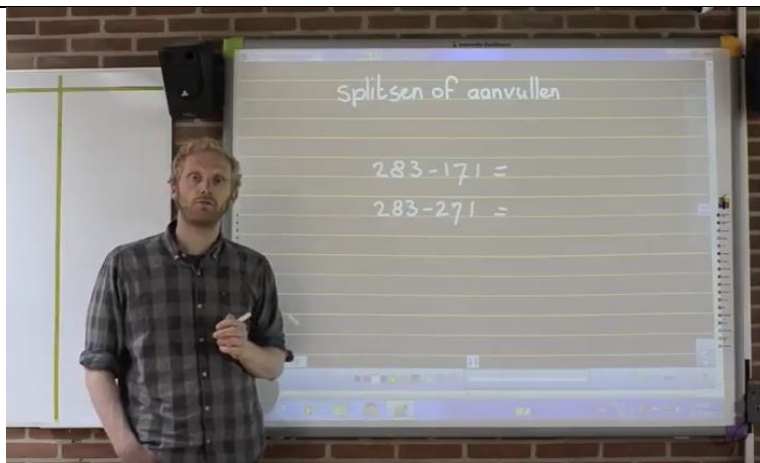 splitsen of aanvullen
283-171 =
283-271 =